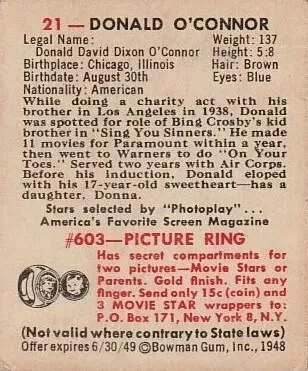 21 — DONALD O'CONNOR
Legal Name: Weight: 137
Donald David Dixon O'Connor Height: 5:8
Birthplace: Chicago, Illinois Hair: Brown
Birthdate: August 30th Eyes: Blue
Nationality: American
While doing a charity act with his
brother in Los Angeles in 1938, Donald
was spotted for role of Bing Crosby's kid
brother in "Sing You Sinners." He made
11 movies for Paramount within a year,
then went to Warners to do "On Your
Toes." Served two years with Air Corps.
Before his induction, Donald eloped
with his 17-year-old sweetheart—has a
daughter, Donna.
Stars selected by "Photoplay" ...
America's Favorite Screen Magazine
#603—PICTURE RING
Has secret compartments for
two pictures—Movie Stars or
Parents. Gold finish. Fits any
finger. Send only 15c (coin) and
3 MOVIE STAR wrappers to:
P.O. BOX 171, New York 8, N.Y.
(Not valid where contrary to State laws)
Offer expires 6/30/49 ©Bowman Gum, Inc., 1948